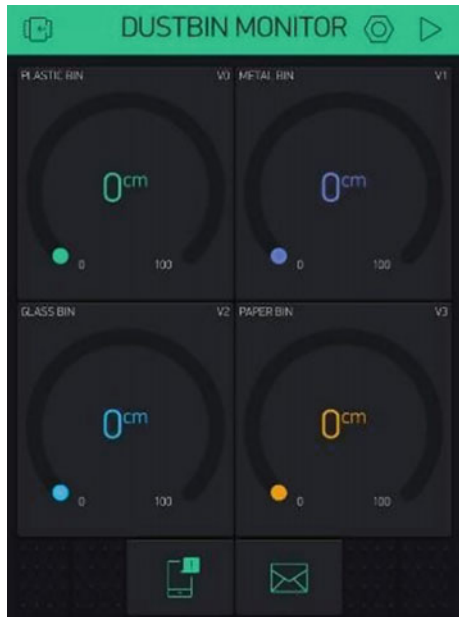 DUSTBIN MONITOR
PLASTIC BIN V0 METAL BIN V1
0cm 0cm
0 100 0 100
GLASS BIN V2 PAPER BIN V3
0cm 0cm
0 100 0 100